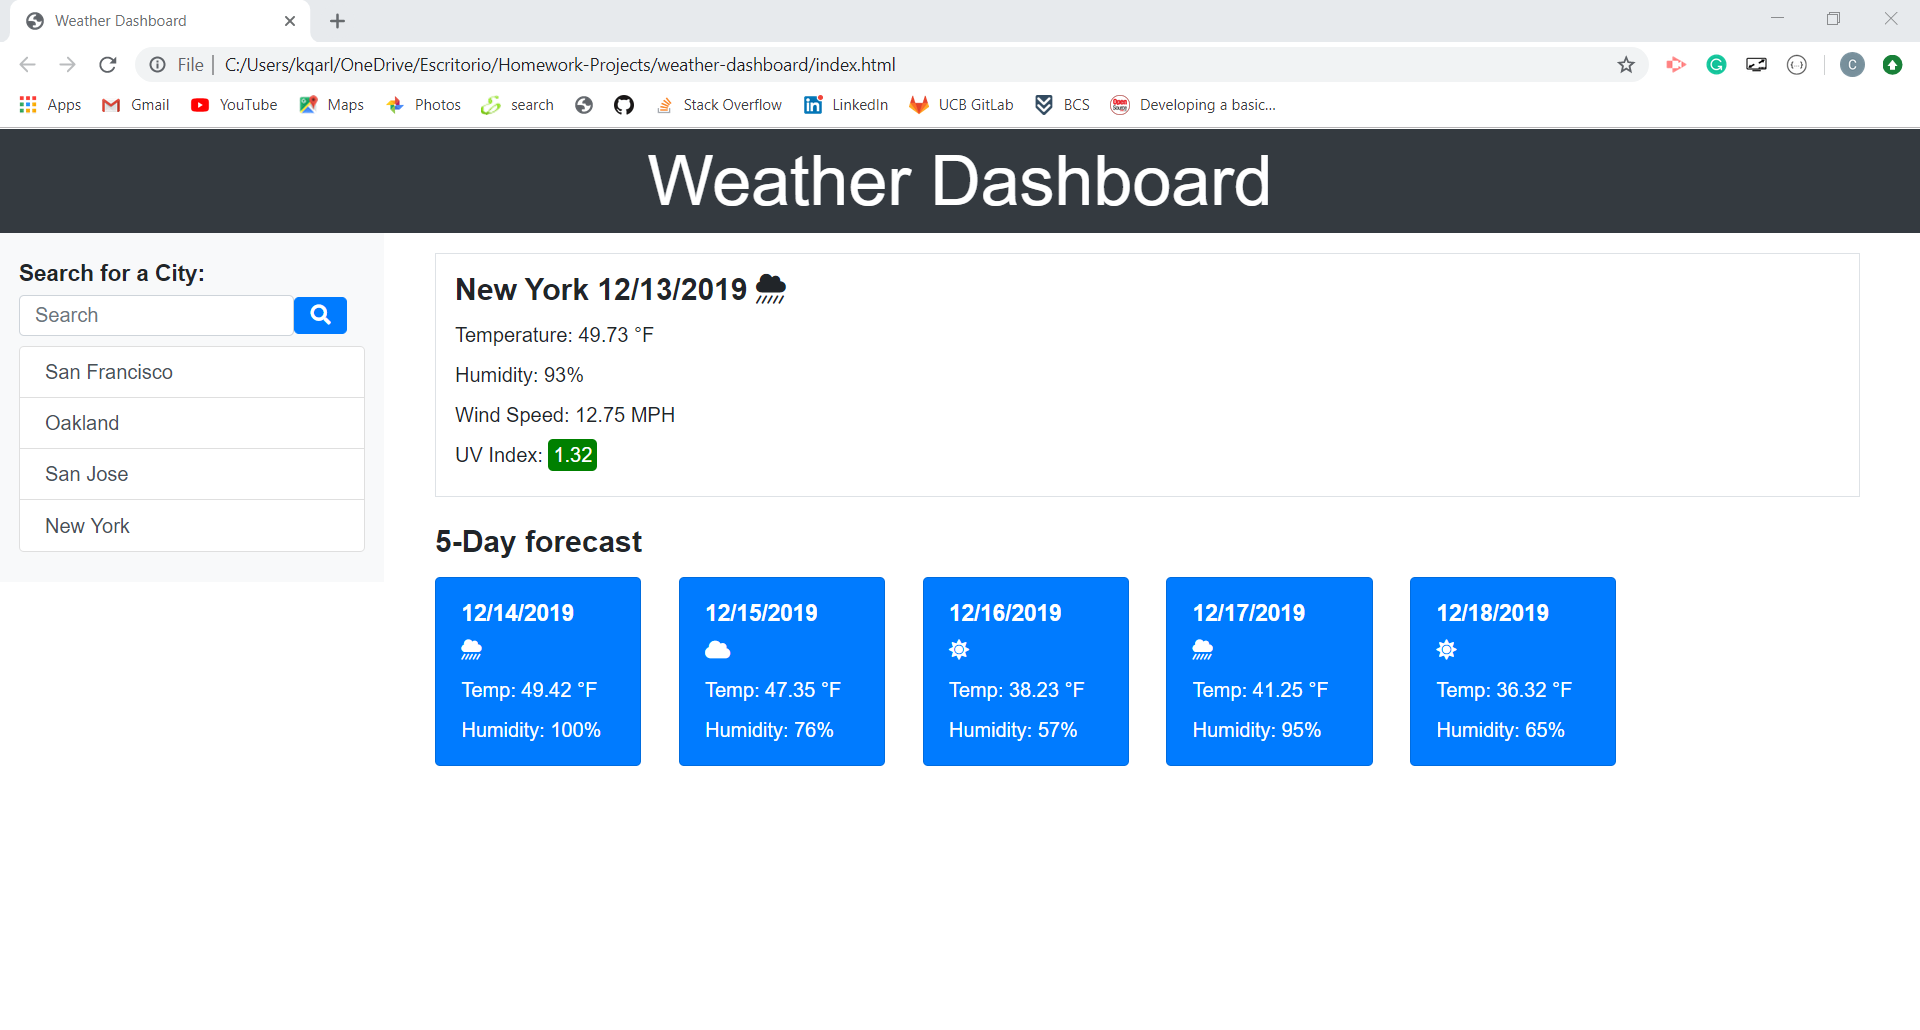 Weather Dashboard
File | C:/Users/kqarl/OneDrive/Escritorio/Homework-Projects/weather-dashboard/index.html
C
Apps Gmail YouTube Maps Photos search Stack Overflow LinkedIn UCB GitLab BCS Developing a basic...
Weather Dashboard
Search for a City:
Search
San Francisco
Oakland
San Jose
New York
New York 12/13/2019
Temperature: 49.73 °F
Humidity: 93%
Wind Speed: 12.75 MPH
UV Index: 1.32
5-Day forecast
12/14/2019
Temp: 49.42 °F
Humidity: 100%
12/15/2019
Temp: 47.35 °F
Humidity: 76%
12/16/2019
Temp: 38.23 °F
Humidity: 57%
12/17/2019
Temp: 41.25 °F
Humidity: 95%
12/18/2019
Temp: 36.32 °F
Humidity: 65%